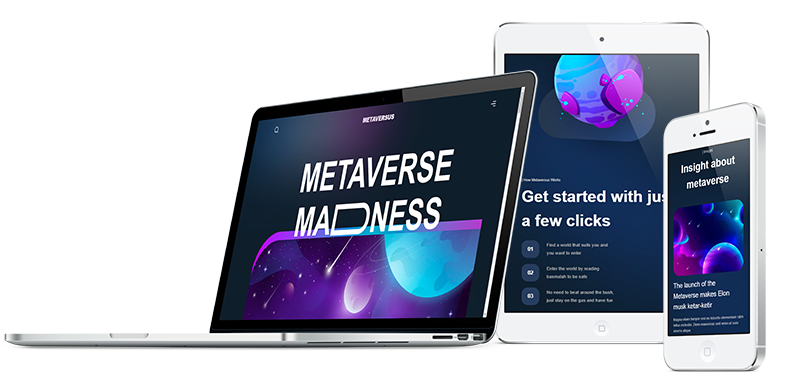 METAVERSUS
METAVERSE
MADNESS
| How Metaversus Works
Get started with jus
a few clicks
01
Find a world that suits you and
you want to enter
02
Enter the world by reading
basmalah to be safe
03
No need to beat around the bush,
just stay on the gas and have fun
Insight about
metaverse
The launch of the
Metaverse makes Elon
musk ketar-ketir